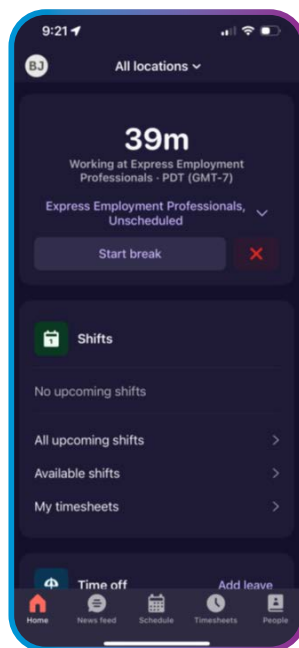 9:21
BJ
All locations
39m
Working at Express Employment
Professionals · PDT (GMT-7)
Express Employment Professionals,
Unscheduled
Start break
Shifts
No upcoming shifts
All upcoming shifts
Available shifts
My timesheets
Time off Add leave
Home News feed Schedule Timesheets People